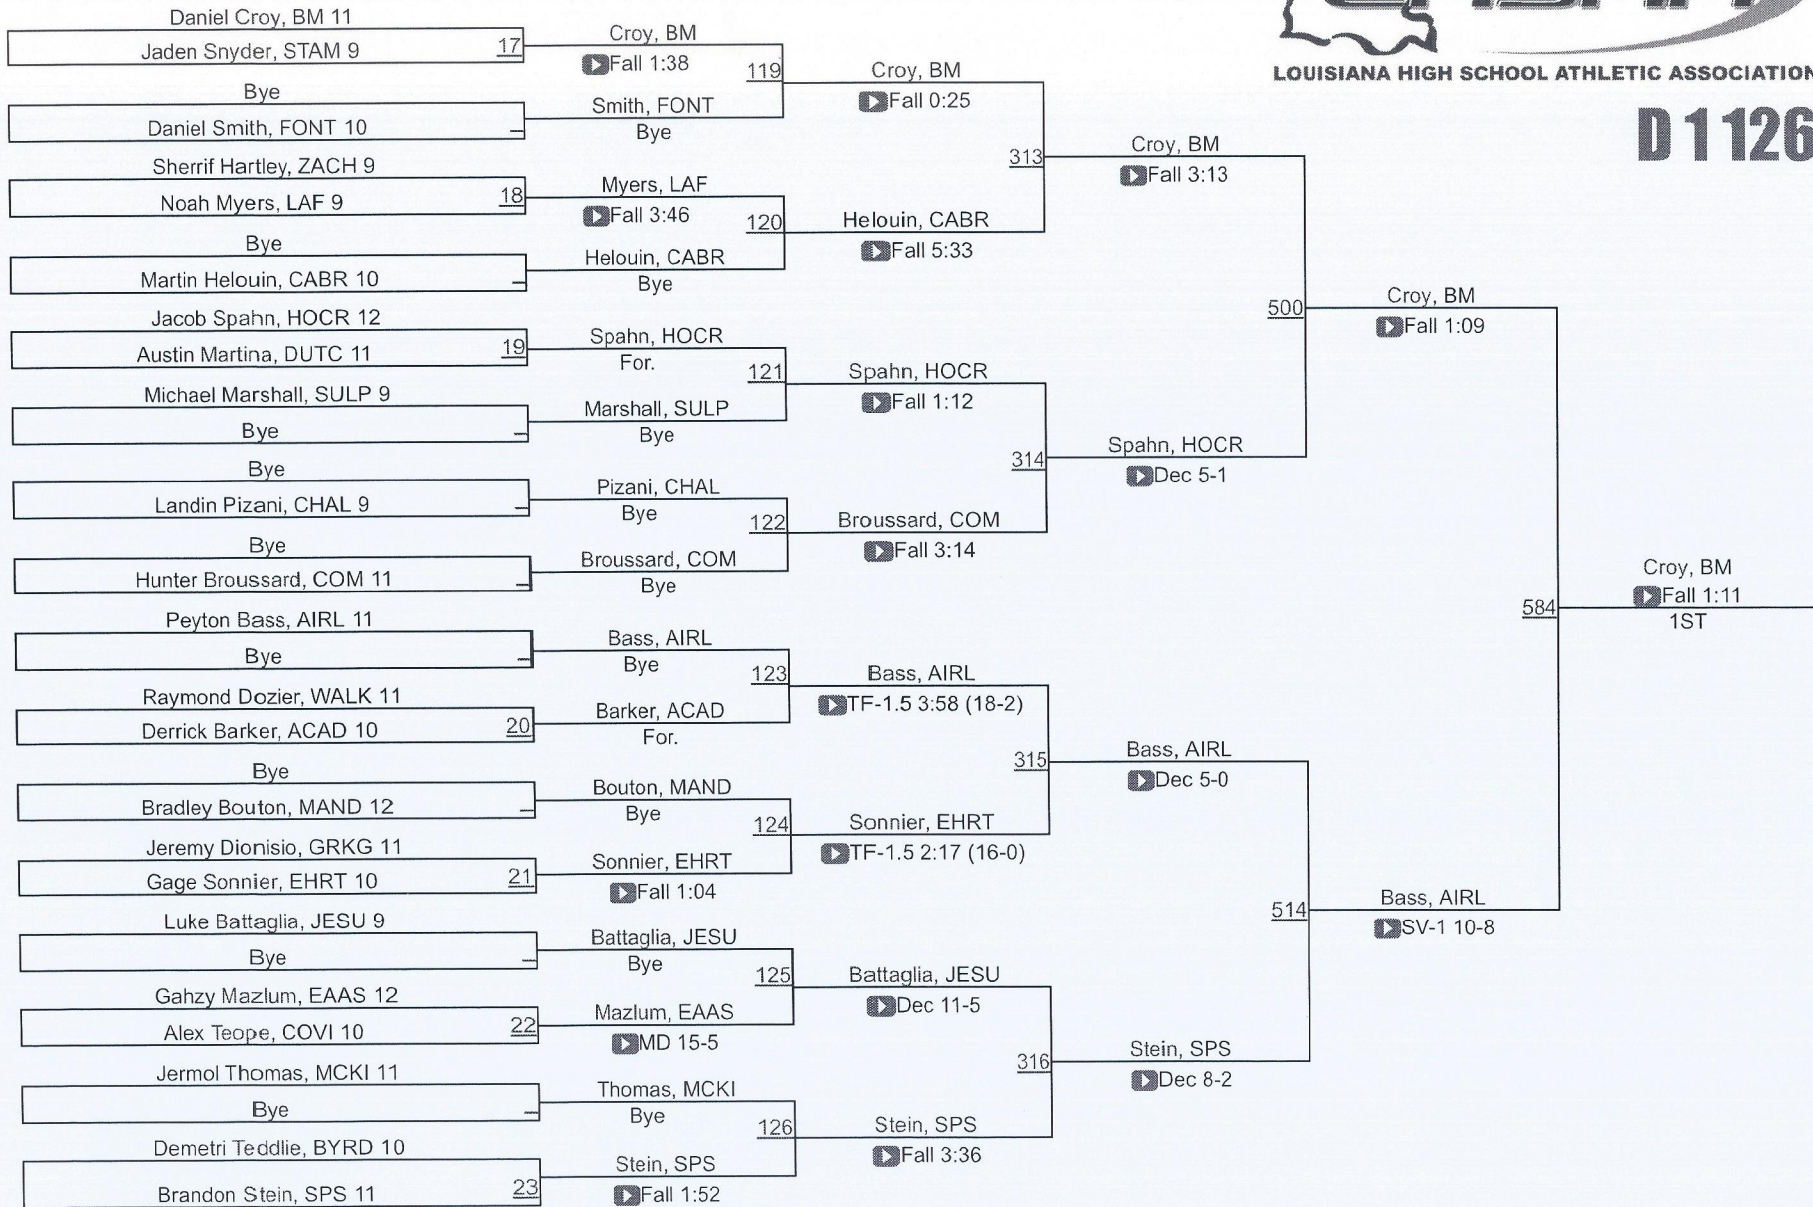 LOUISIANA HIGH SCHOOL ATHLETIC ASSOCIATION
D 1 126
Daniel Croy, BM 11
Jaden Snyder, STAM 9
17
Bye
Daniel Smith, FONT 10
Sherrif Hartley, ZACH 9
Noah Myers, LAF 9
18
Bye
Martin Helouin, CABR 10
Jacob Spahn, HOCR 12
Austin Martina, DUTC 11
19
Michael Marshall, SULP 9
Bye
Bye
Landin Pizani, CHAL 9
Bye
Hunter Broussard, COM 11
Peyton Bass, AIRL 11
Bye
Raymond Dozier, WALK 11
Derrick Barker, ACAD 10
20
Bye
Bradley Bouton, MAND 12
Jeremy Dionisio, GRKG 11
Gage Sonnier, EHRT 10
21
Luke Battaglia, JESU 9
Bye
Gahzy Mazlum, EAAS 12
Alex Teope, COVI 10
22
Jermol Thomas, MCKI 11
Bye
Demetri Teddlie, BYRD 10
Brandon Stein, SPS 11
23
Croy, BM
Fall 1:38
119
Smith, FONT
Bye
Myers, LAF
Fall 3:46
120
Helouin, CABR
Bye
Spahn, HOCR
For.
121
Marshall, SULP
Bye
Pizani, CHAL
Bye
122
Broussard, COM
Bye
Bass, AIRL
Bye
123
Barker, ACAD
For.
Bouton, MAND
Bye
124
Sonnier, EHRT
Fall 1:04
Battaglia, JESU
Bye
125
Mazlum, EAAS
MD 15-5
Thomas, MCKI
Bye
126
Stein, SPS
Fall 1:52
Croy, BM
Fall 0:25
313
Helouin, CABR
Fall 5:33
Spahn, HOCR
Fall 1:12
314
Broussard, COM
Fall 3:14
Bass, AIRL
TF-1.5 3:58 (18-2)
315
Sonnier, EHRT
TF-1.5 2:17 (16-0)
Battaglia, JESU
Dec 11-5
316
Stein, SPS
Fall 3:36
Croy, BM
Fall 3:13
500
Spahn, HOCR
Dec 5-1
Bass, AIRL
Dec 5-0
514
Stein, SPS
Dec 8-2
Croy, BM
Fall 1:09
584
Bass, AIRL
SV-1 10-8
Croy, BM
Fall 1:11
1ST